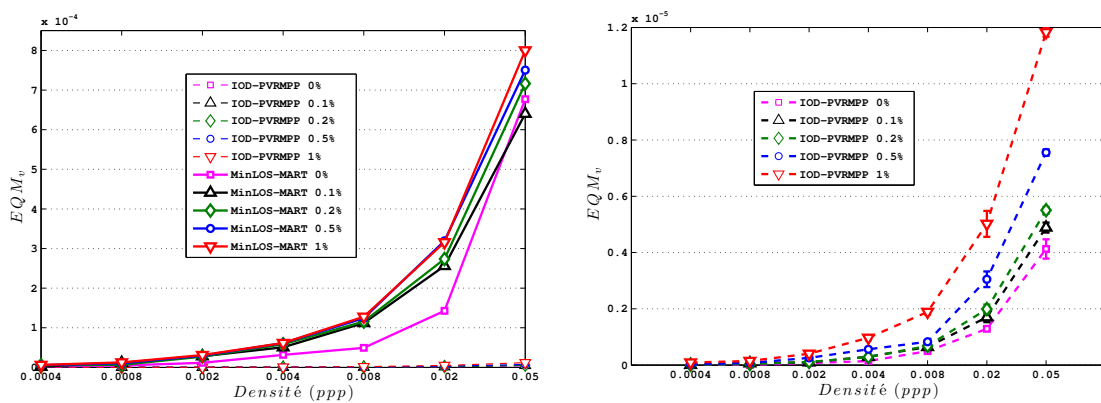 x 10⁻⁴
8
7
6
5
4
3
2
1
0
EQMᵥ
IOD-PVRMPP 0%
IOD-PVRMPP 0.1%
IOD-PVRMPP 0.2%
IOD-PVRMPP 0.5%
IOD-PVRMPP 1%
MinLOS-MART 0%
MinLOS-MART 0.1%
MinLOS-MART 0.2%
MinLOS-MART 0.5%
MinLOS-MART 1%
0.0004 0.0008 0.002 0.004 0.008 0.02 0.05
Densité (ppp)
x 10⁻⁵
1.2
1
0.8
0.6
0.4
0.2
0
EQMᵥ
IOD-PVRMPP 0%
IOD-PVRMPP 0.1%
IOD-PVRMPP 0.2%
IOD-PVRMPP 0.5%
IOD-PVRMPP 1%
0.0004 0.0008 0.002 0.004 0.008 0.02 0.05
Densité (ppp)